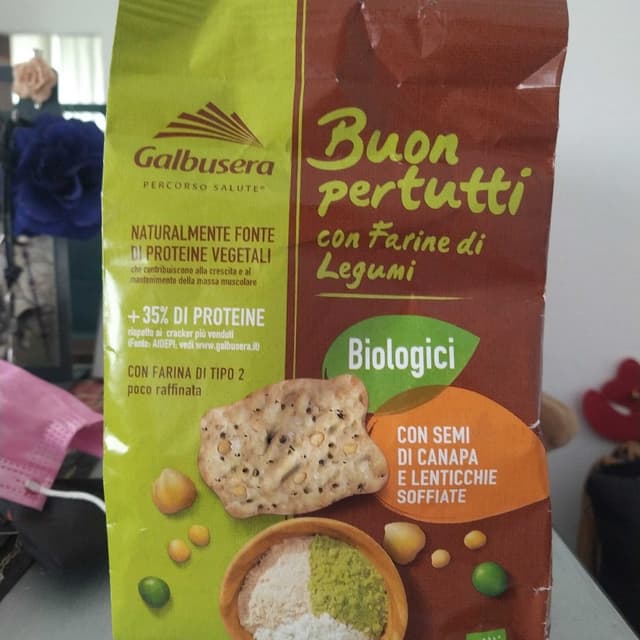 Galbusera
PERCORSO SALUTE®
NATURALMENTE FONTE
DI PROTEINE VEGETALI
che contribuiscono alla crescita e al
mantenimento della massa muscolare
+ 35% DI PROTEINE
rispetto ai cracker più venduti
(Fonte: AIDEPI; vedi www.galbusera.it)
CON FARINA DI TIPO 2
poco raffinata
Buon
per tutti
con Farine di
Legumi
Biologici
CON SEMI
DI CANAPA
E LENTICCHIE
SOFFIATE